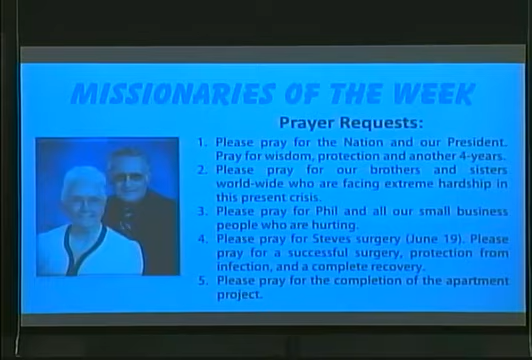 MISSIONARIES OF THE WEEK
Prayer Requests:
1. Please pray for the Nation and our President.
Pray for wisdom, protection and another 4-years.
2. Please pray for our brothers and sisters
world-wide who are facing extreme hardship in
this present crisis.
3. Please pray for Phil and all our small business
people who are hurting.
4. Please pray for Steves surgery (June 19). Please
pray for a successful surgery, protection from
infection, and a complete recovery.
5. Please pray for the completion of the apartment
project.